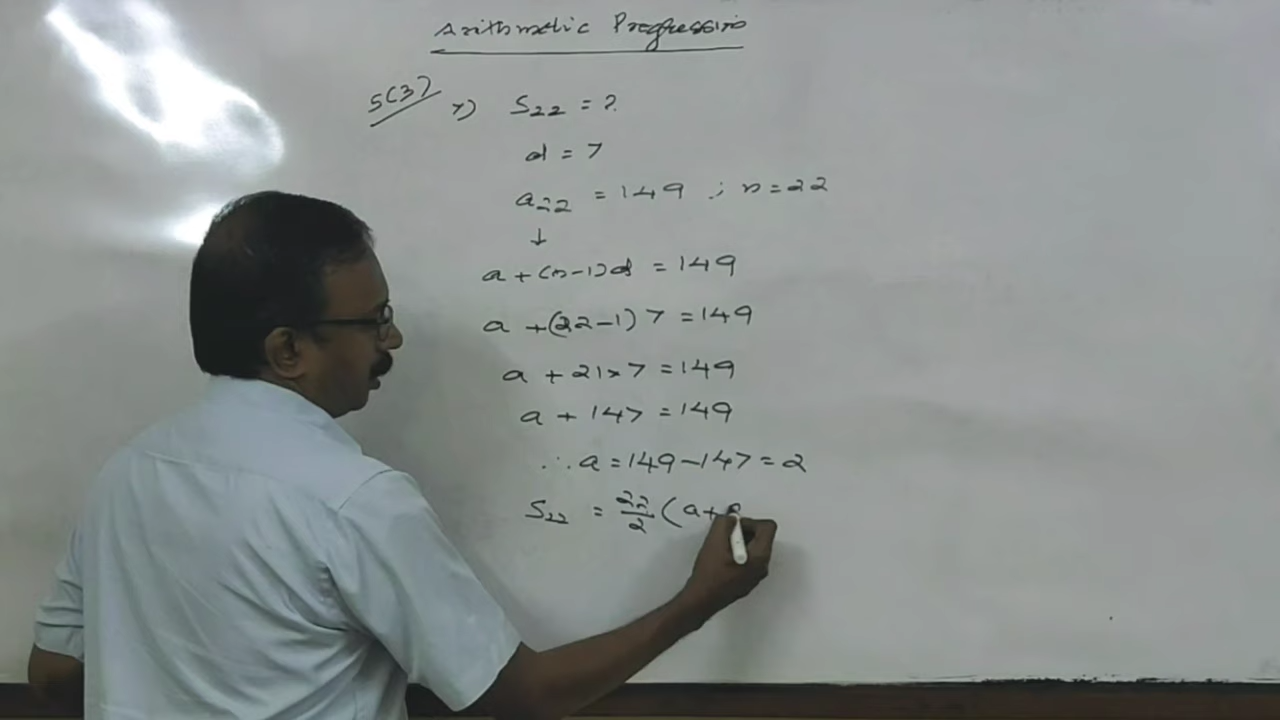 Arithmetic Progressio
5(3) 7) S₂₂ = ?
d = 7
a₂₂ = 149 ; n = 22
↓
a + (n-1)d = 149
a + (22-1) 7 = 149
a + 21 × 7 = 149
a + 147 = 149
∴ a = 149 - 147 = 2
S₂₂ = 22/2 (a +